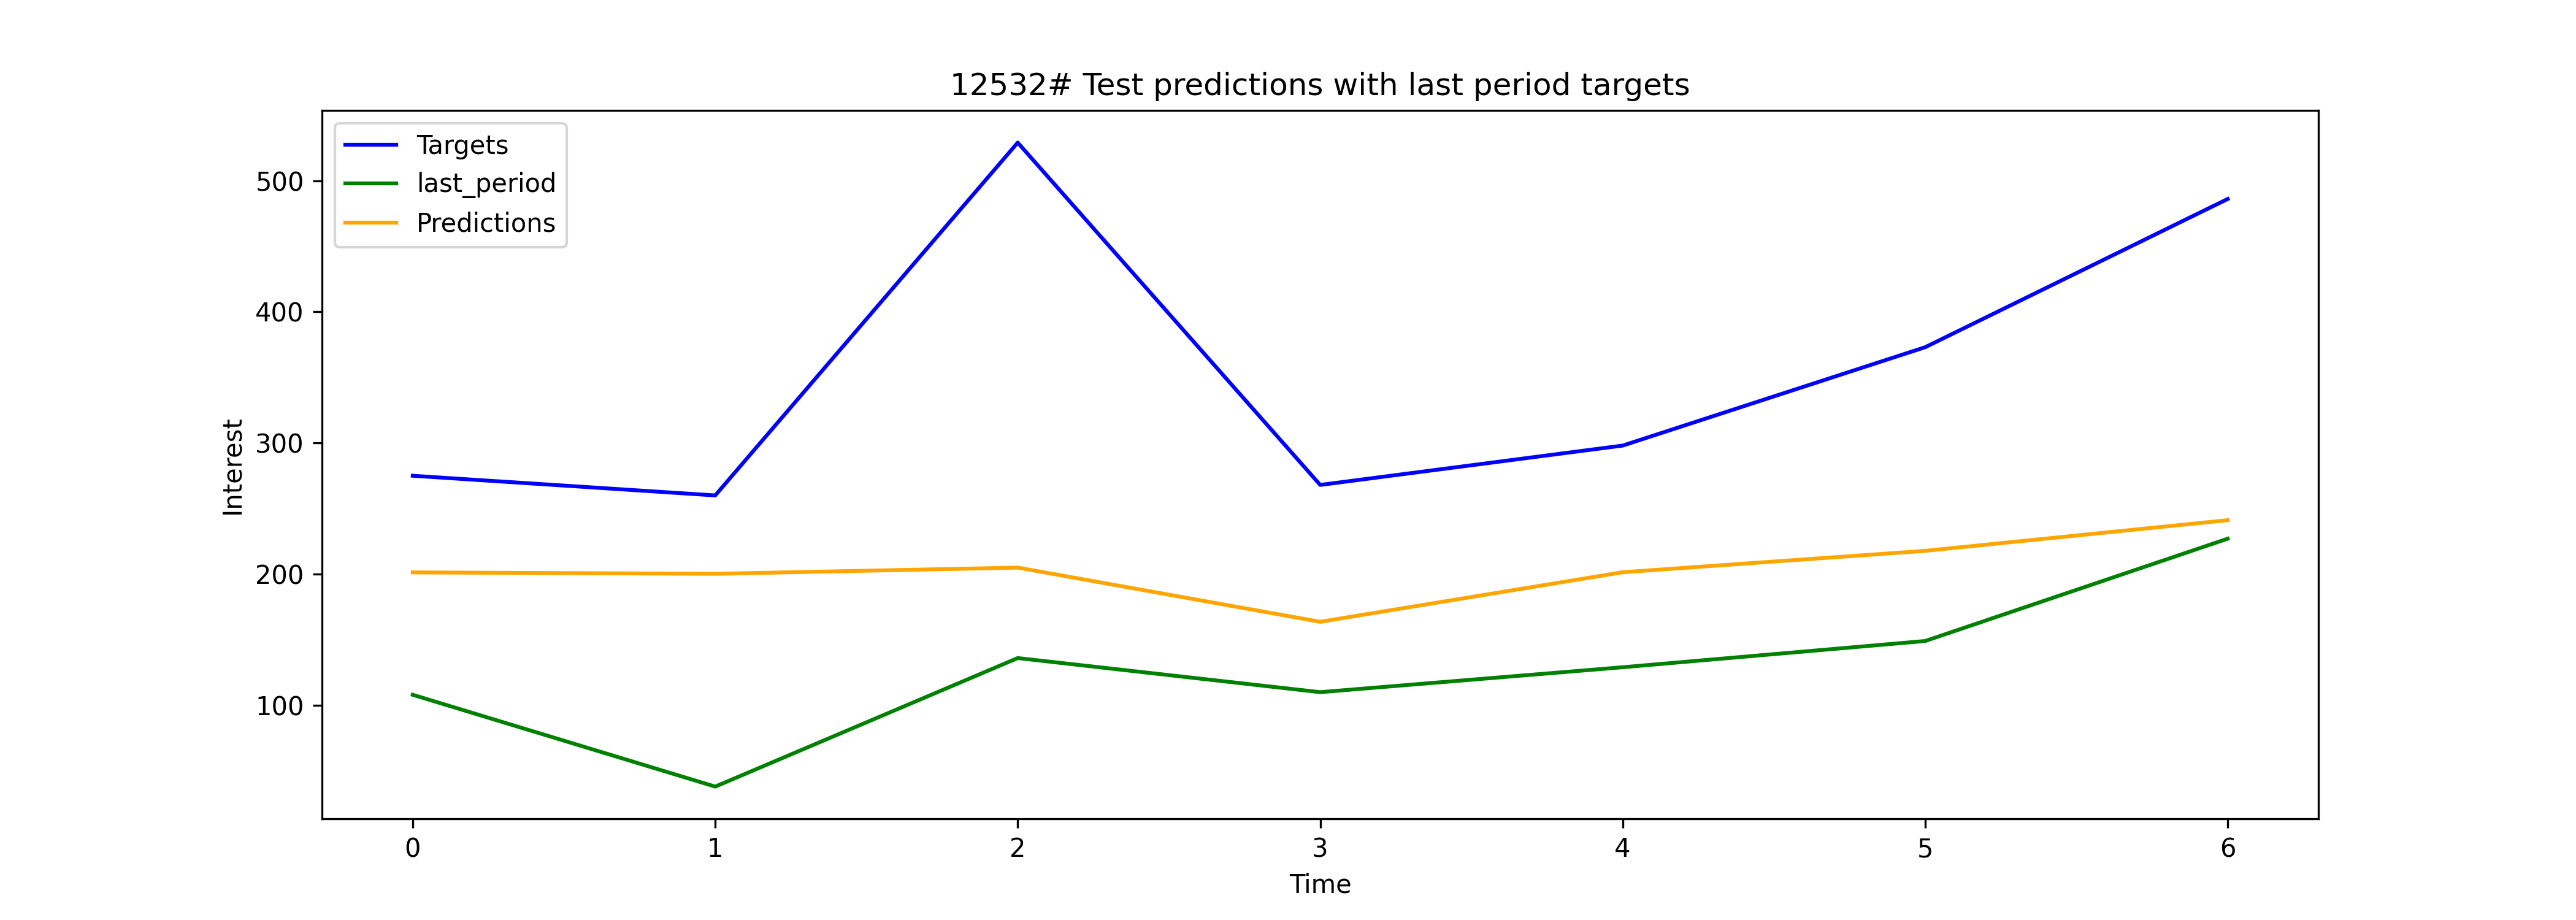 12532# Test predictions with last period targets
Targets
last_period
Predictions
Interest
500
400
300
200
100
0 1 2 3 4 5 6
Time